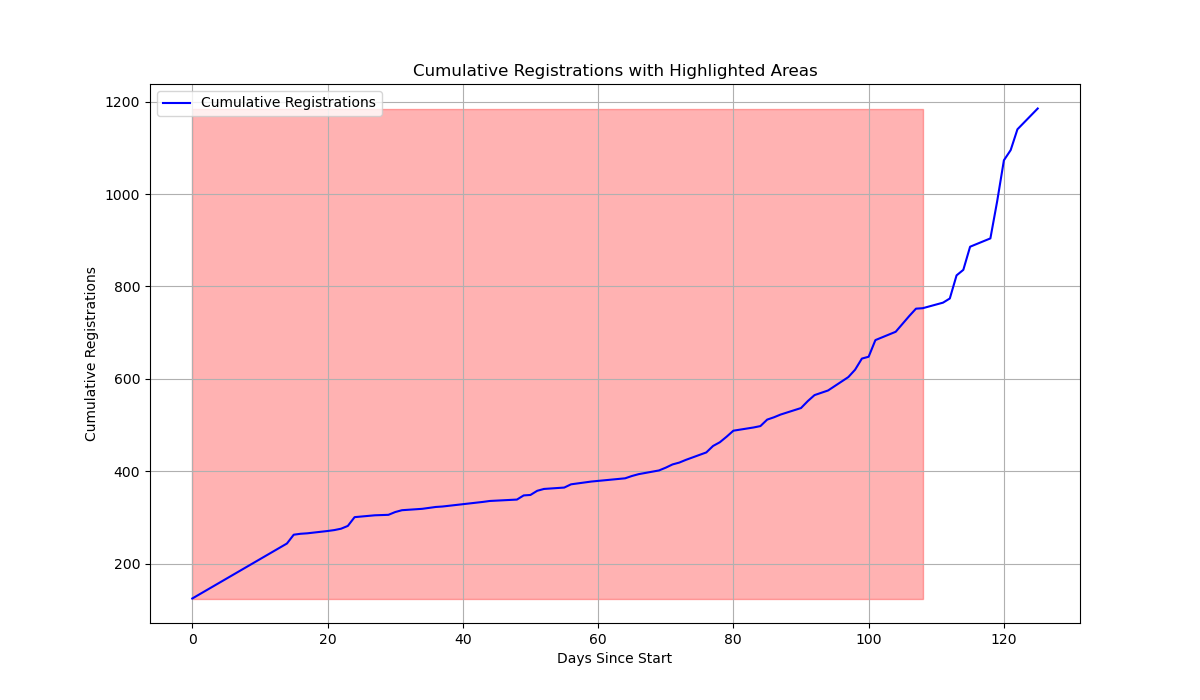 Cumulative Registrations with Highlighted Areas
Cumulative Registrations
1200
1000
800
600
400
200
Cumulative Registrations
0 20 40 60 80 100 120
Days Since Start